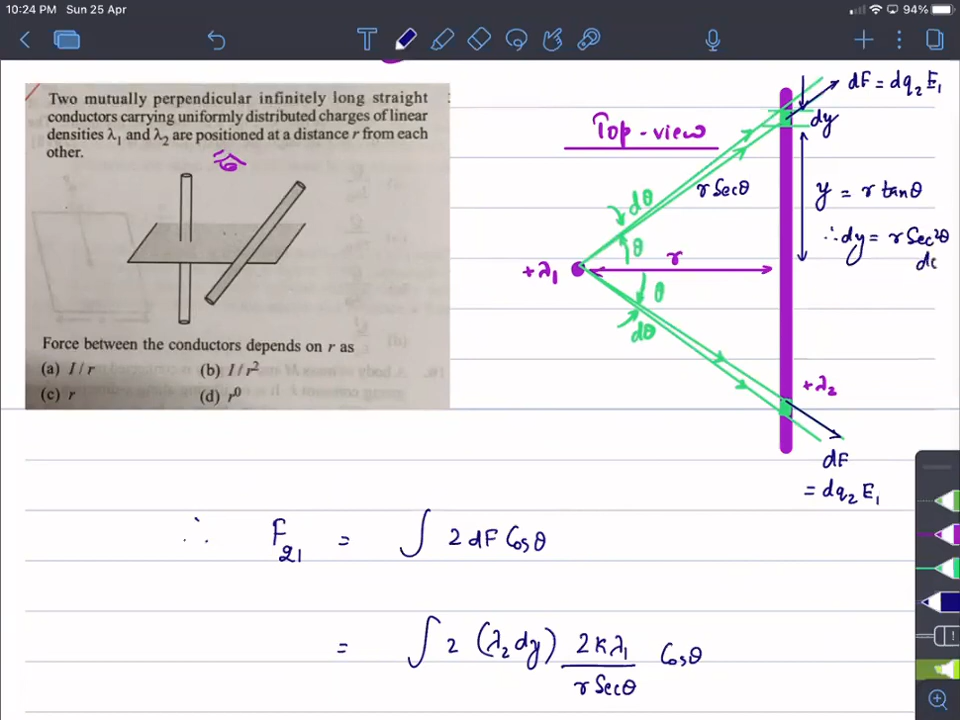 10:24 PM Sun 25 Apr
94%
Two mutually perpendicular infinitely long straight
conductors carrying uniformly distributed charges of linear
densities λ₁ and λ₂ are positioned at a distance r from each
other.
Force between the conductors depends on r as
(a) 1/r (b) 1/r²
(c) r (d) r⁰
Top-view
dF = dq₂ E₁
dy
r Secθ
dθ
θ
y = r tanθ
∴ dy = r Sec²θ
dθ
+λ₁
r
θ
dθ
+λ₂
dF
= dq₂ E₁
∴ F₂₁ = ∫ 2 dF Cosθ
= ∫ 2 (λ₂dy) 2kλ₁ / r Secθ Cosθ